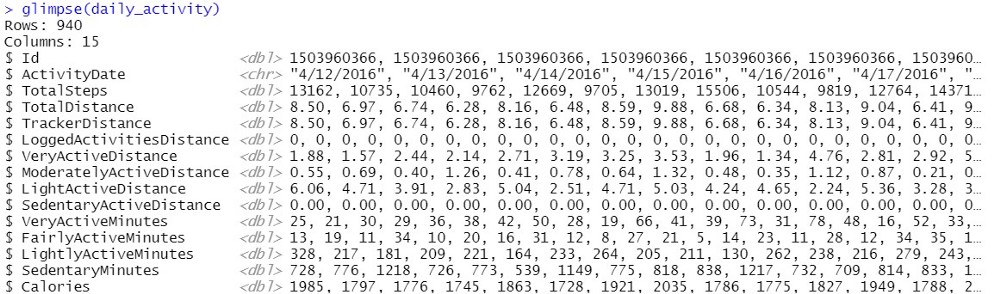 > glimpse(daily_activity)
Rows: 940
Columns: 15
$ Id <dbl> 1503960366, 1503960366, 1503960366, 1503960366, 1503960366, 1503960…
$ ActivityDate <chr> "4/12/2016", "4/13/2016", "4/14/2016", "4/15/2016", "4/16/2016", "4/17/2016", "…
$ TotalSteps <dbl> 13162, 10735, 10460, 9762, 12669, 9705, 13019, 15506, 10544, 9819, 12764, 14371…
$ TotalDistance <dbl> 8.50, 6.97, 6.74, 6.28, 8.16, 6.48, 8.59, 9.88, 6.68, 6.34, 8.13, 9.04, 6.41, 9…
$ TrackerDistance <dbl> 8.50, 6.97, 6.74, 6.28, 8.16, 6.48, 8.59, 9.88, 6.68, 6.34, 8.13, 9.04, 6.41, 9…
$ LoggedActivitiesDistance <dbl> 0, 0, 0, 0, 0, 0, 0, 0, 0, 0, 0, 0, 0, 0, 0, 0, 0, 0, 0, 0, 0, 0, 0, 0, 0, 0, 0…
$ VeryActiveDistance <dbl> 1.88, 1.57, 2.44, 2.14, 2.71, 3.19, 3.25, 3.53, 1.96, 1.34, 4.76, 2.81, 2.92, 5…
$ ModeratelyActiveDistance <dbl> 0.55, 0.69, 0.40, 1.26, 0.41, 0.78, 0.64, 1.32, 0.48, 0.35, 1.12, 0.87, 0.21, 0…
$ LightActiveDistance <dbl> 6.06, 4.71, 3.91, 2.83, 5.04, 2.51, 4.71, 5.03, 4.24, 4.65, 2.24, 5.36, 3.28, 3…
$ SedentaryActiveDistance <dbl> 0.00, 0.00, 0.00, 0.00, 0.00, 0.00, 0.00, 0.00, 0.00, 0.00, 0.00, 0.00, 0.00, 0…
$ VeryActiveMinutes <dbl> 25, 21, 30, 29, 36, 38, 42, 50, 28, 19, 66, 41, 39, 73, 31, 78, 48, 16, 52, 33,…
$ FairlyActiveMinutes <dbl> 13, 19, 11, 34, 10, 20, 16, 31, 12, 8, 27, 21, 5, 14, 23, 11, 28, 12, 34, 35, 1…
$ LightlyActiveMinutes <dbl> 328, 217, 181, 209, 221, 164, 233, 264, 205, 211, 130, 262, 238, 216, 279, 243,…
$ SedentaryMinutes <dbl> 728, 776, 1218, 726, 773, 539, 1149, 775, 818, 838, 1217, 732, 709, 814, 833, 1…
$ Calories <dbl> 1985, 1797, 1776, 1745, 1863, 1728, 1921, 2035, 1786, 1775, 1827, 1949, 1788, 2…